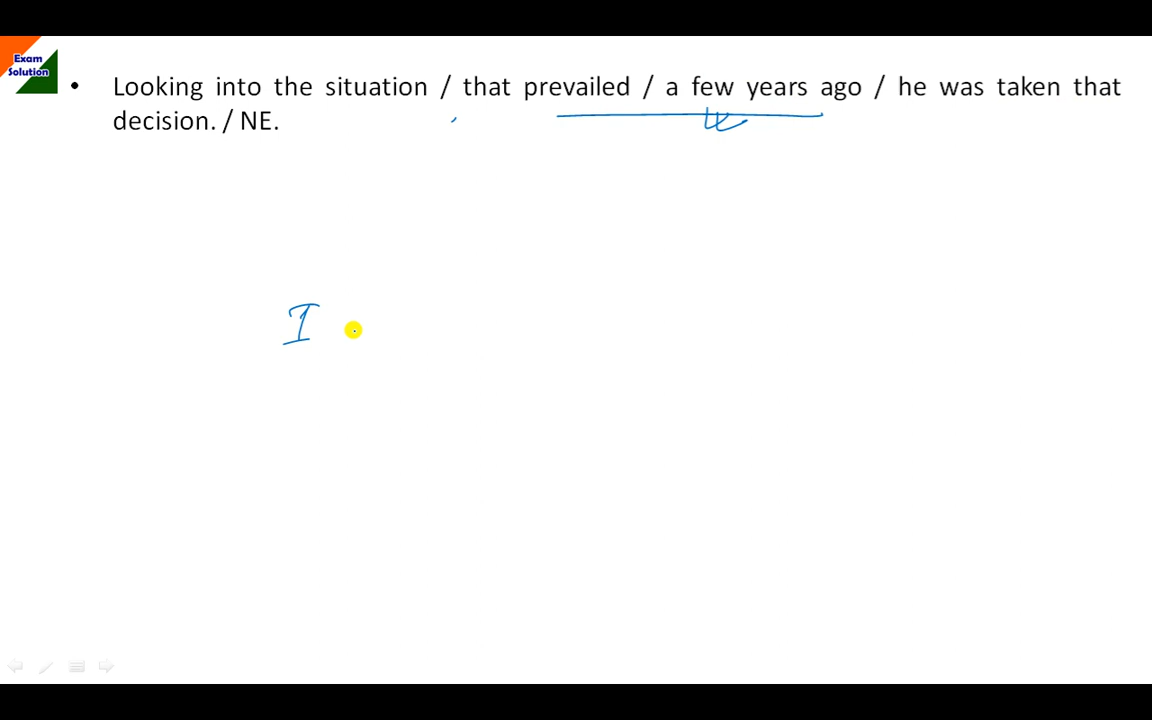 Exam
Solution
• Looking into the situation / that prevailed / a few years ago / he was taken that
decision. / NE.
I